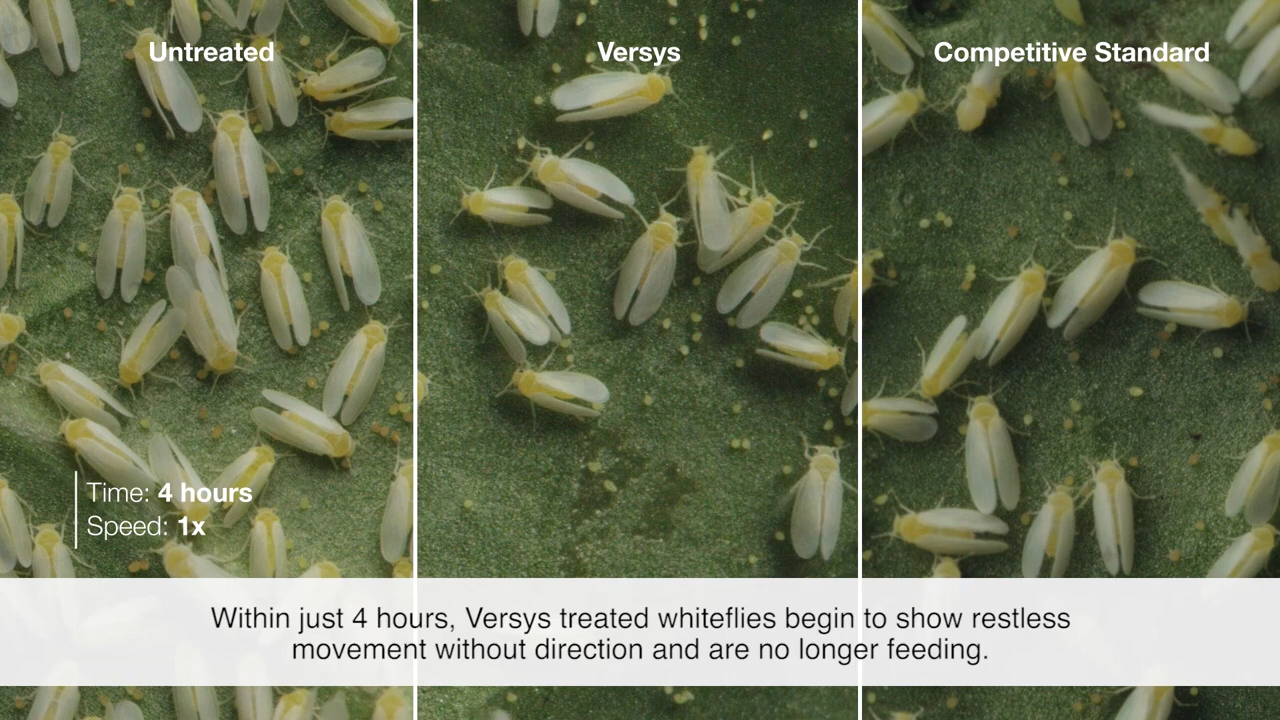 Untreated
Versys
Competitive Standard
Time: 4 hours
Speed: 1x
Within just 4 hours, Versys treated whiteflies begin to show restless
movement without direction and are no longer feeding.